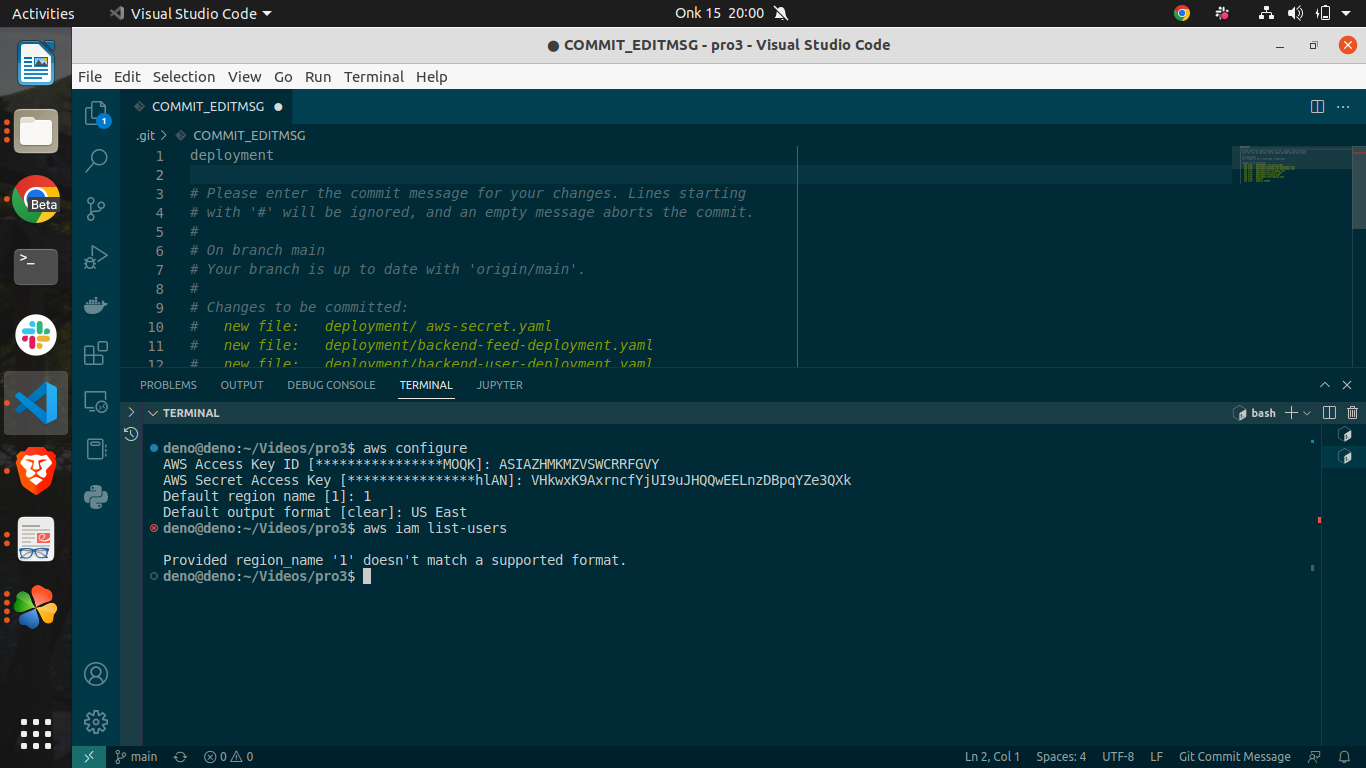 Activities
Visual Studio Code
Onk 15 20:00
● COMMIT_EDITMSG - pro3 - Visual Studio Code
File Edit Selection View Go Run Terminal Help
COMMIT_EDITMSG
.git > COMMIT_EDITMSG
1 deployment
2
3 # Please enter the commit message for your changes. Lines starting
4 # with '#' will be ignored, and an empty message aborts the commit.
5 #
6 # On branch main
7 # Your branch is up to date with 'origin/main'.
8 #
9 # Changes to be committed:
10 # new file: deployment/ aws-secret.yaml
11 # new file: deployment/backend-feed-deployment.yaml
12 # new file: deployment/backend-user-deployment.yaml
1
Beta
>_
PROBLEMS OUTPUT DEBUG CONSOLE TERMINAL JUPYTER
TERMINAL
bash
deno@deno:~/Videos/pro3$ aws configure
AWS Access Key ID [****************MOQK]: ASIAZHMKMZVSWCRRFGVY
AWS Secret Access Key [****************hlAN]: VHkwxK9AxrncfYjUI9uJHQQwEELnzDBpqYZe3QXk
Default region name [1]: 1
Default output format [clear]: US East
deno@deno:~/Videos/pro3$ aws iam list-users
Provided region_name '1' doesn't match a supported format.
deno@deno:~/Videos/pro3$
main
0 0
Ln 2, Col 1
Spaces: 4
UTF-8
LF
Git Commit Message